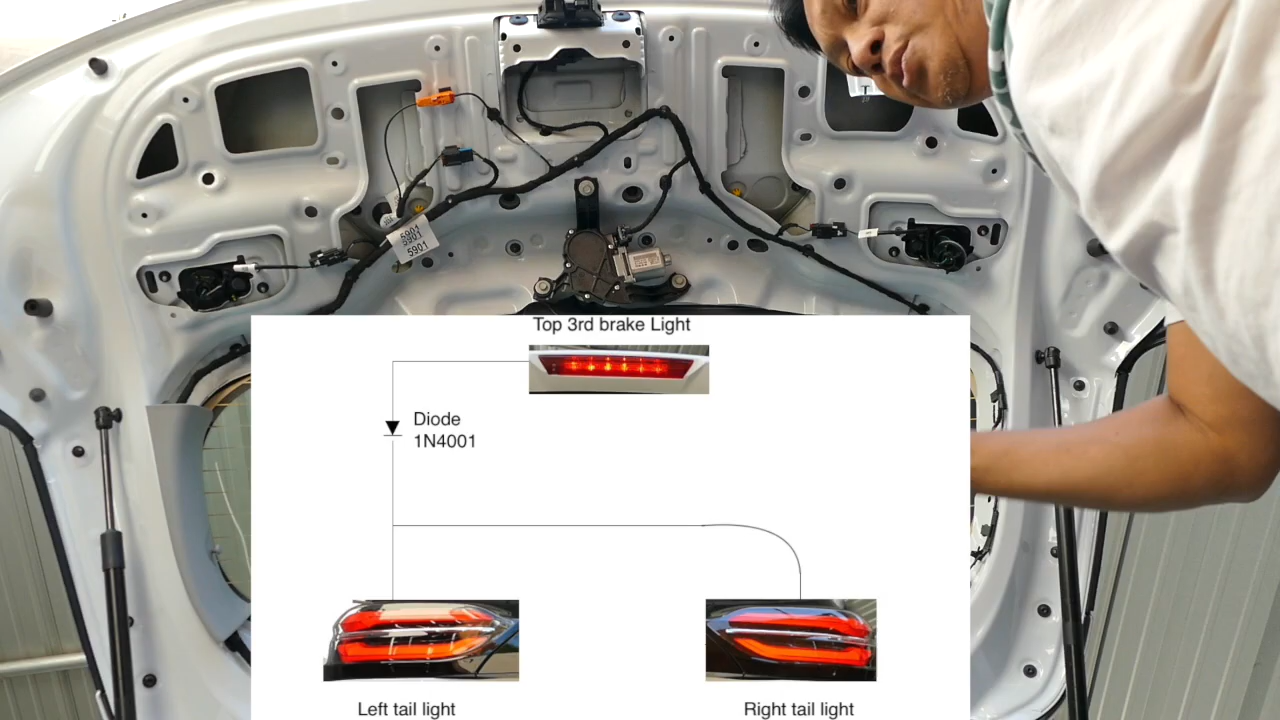 5901
5901
5901
Top 3rd brake Light
Diode
1N4001
Left tail light
Right tail light